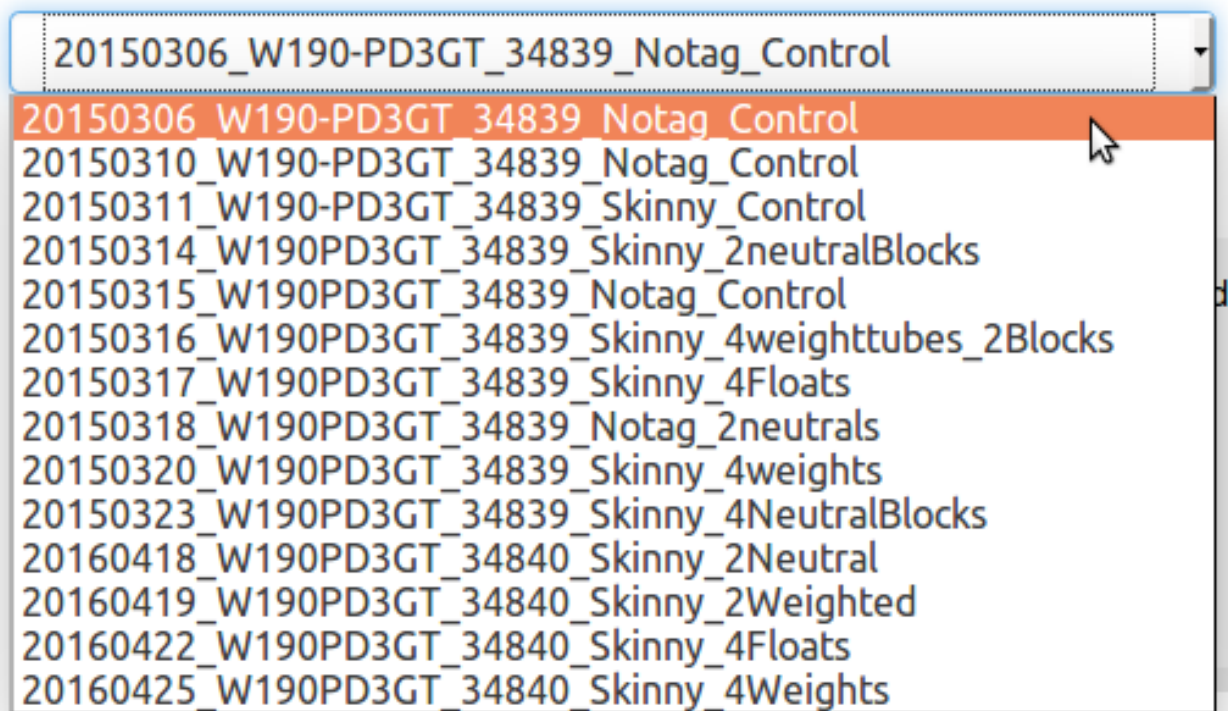 20150306_W190-PD3GT_34839_Notag_Control
20150306_W190-PD3GT_34839_Notag_Control
20150310_W190-PD3GT_34839_Notag_Control
20150311_W190-PD3GT_34839_Skinny_Control
20150314_W190PD3GT_34839_Skinny_2neutralBlocks
20150315_W190PD3GT_34839_Notag_Control
20150316_W190PD3GT_34839_Skinny_4weighttubes_2Blocks
20150317_W190PD3GT_34839_Skinny_4Floats
20150318_W190PD3GT_34839_Notag_2neutrals
20150320_W190PD3GT_34839_Skinny_4weights
20150323_W190PD3GT_34839_Skinny_4NeutralBlocks
20160418_W190PD3GT_34840_Skinny_2Neutral
20160419_W190PD3GT_34840_Skinny_2Weighted
20160422_W190PD3GT_34840_Skinny_4Floats
20160425_W190PD3GT_34840_Skinny_4Weights